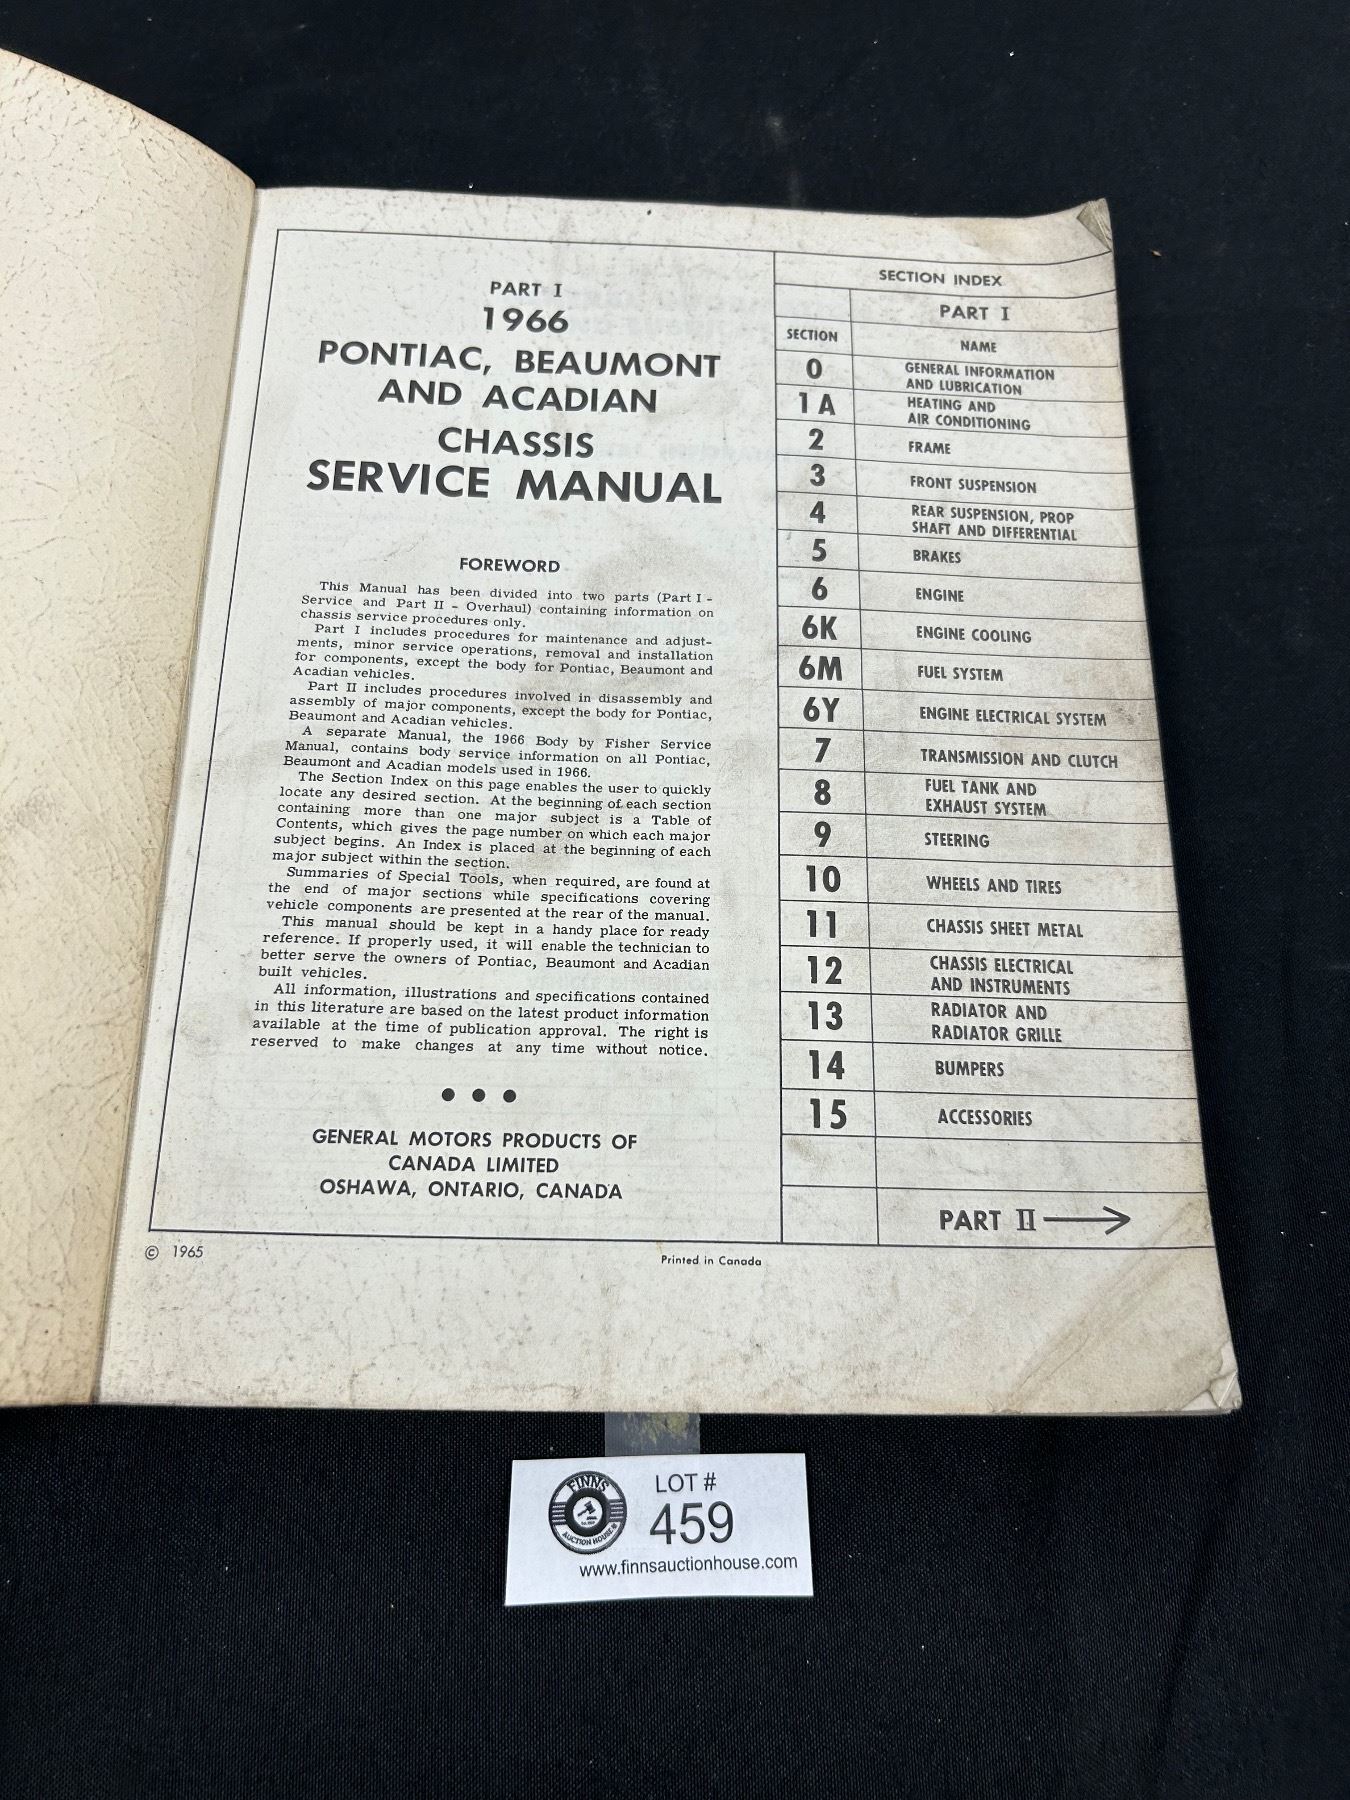 PART I
1966
PONTIAC, BEAUMONT
AND ACADIAN
CHASSIS
SERVICE MANUAL
FOREWORD
This Manual has been divided into two parts (Part I -
Service and Part II - Overhaul) containing information on
chassis service procedures only.
Part I includes procedures for maintenance and adjust-
ments, minor service operations, removal and installation
for components, except the body for Pontiac, Beaumont and
Acadian vehicles.
Part II includes procedures involved in disassembly and
assembly of major components, except the body for Pontiac,
Beaumont and Acadian vehicles.
A separate Manual, the 1966 Body by Fisher Service
Manual, contains body service information on all Pontiac,
Beaumont and Acadian models used in 1966.
The Section Index on this page enables the user to quickly
locate any desired section. At the beginning of each section
containing more than one major subject is a Table of
Contents, which gives the page number on which each major
subject begins. An Index is placed at the beginning of each
major subject within the section.
Summaries of Special Tools, when required, are found at
the end of major sections while specifications covering
vehicle components are presented at the rear of the manual.
This manual should be kept in a handy place for ready
reference. If properly used, it will enable the technician to
better serve the owners of Pontiac, Beaumont and Acadian
built vehicles.
All information, illustrations and specifications contained
in this literature are based on the latest product information
available at the time of publication approval. The right is
reserved to make changes at any time without notice.
● ● ●
GENERAL MOTORS PRODUCTS OF
CANADA LIMITED
OSHAWA, ONTARIO, CANADA
© 1965
Printed in Canada
SECTION INDEX
PART I
SECTION NAME
0 GENERAL INFORMATION
AND LUBRICATION
1A HEATING AND
AIR CONDITIONING
2 FRAME
3 FRONT SUSPENSION
4 REAR SUSPENSION, PROP
SHAFT AND DIFFERENTIAL
5 BRAKES
6 ENGINE
6K ENGINE COOLING
6M FUEL SYSTEM
6Y ENGINE ELECTRICAL SYSTEM
7 TRANSMISSION AND CLUTCH
8 FUEL TANK AND
EXHAUST SYSTEM
9 STEERING
10 WHEELS AND TIRES
11 CHASSIS SHEET METAL
12 CHASSIS ELECTRICAL
AND INSTRUMENTS
13 RADIATOR AND
RADIATOR GRILLE
14 BUMPERS
15 ACCESSORIES
PART II
FINNS
AUCTION HOUSE
LOT #
459
www.finnsauctionhouse.com